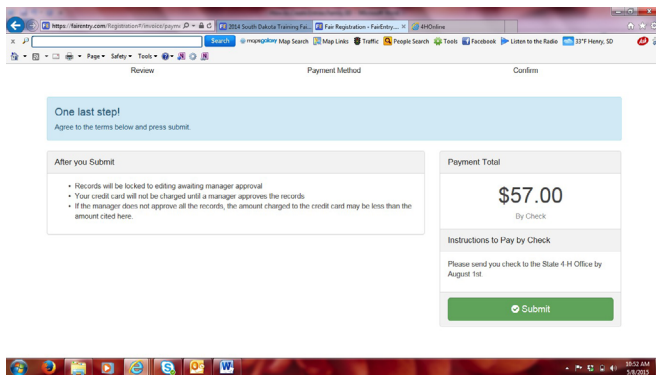 https://fairentry.com/Registration#/invoice/payme
2014 South Dakota Training Fai...
Fair Registration - FairEntry....
4HOnline
Search
mapsgalaxy Map Search
Map Links
Traffic
People Search
Tools
Facebook
Listen to the Radio
33°F Henry, SD
Page
Safety
Tools
Review
Payment Method
Confirm
One last step!
Agree to the terms below and press submit.
After you Submit
Payment Total
• Records will be locked to editing awaiting manager approval
• Your credit card will not be charged until a manager approves the records
• If the manager does not approve all the records, the amount charged to the credit card may be less than the
amount cited here.
$57.00
By Check
Instructions to Pay by Check
Please send you check to the State 4-H Office by
August 1st
Submit
10:52 AM
5/8/2015